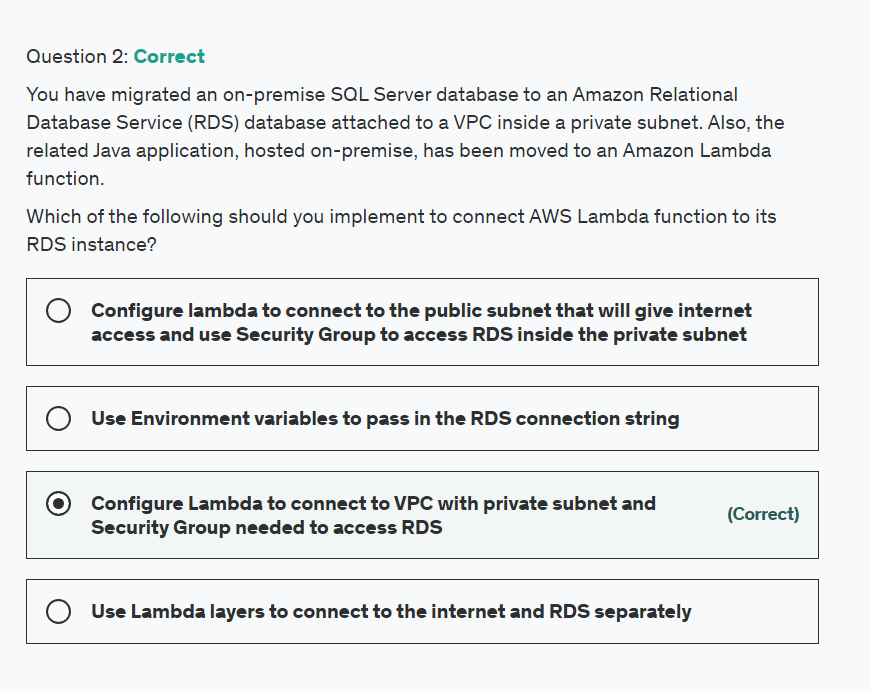 Question 2: Correct
You have migrated an on-premise SQL Server database to an Amazon Relational
Database Service (RDS) database attached to a VPC inside a private subnet. Also, the
related Java application, hosted on-premise, has been moved to an Amazon Lambda
function.
Which of the following should you implement to connect AWS Lambda function to its
RDS instance?
Configure lambda to connect to the public subnet that will give internet
access and use Security Group to access RDS inside the private subnet
Use Environment variables to pass in the RDS connection string
Configure Lambda to connect to VPC with private subnet and
Security Group needed to access RDS
(Correct)
Use Lambda layers to connect to the internet and RDS separately